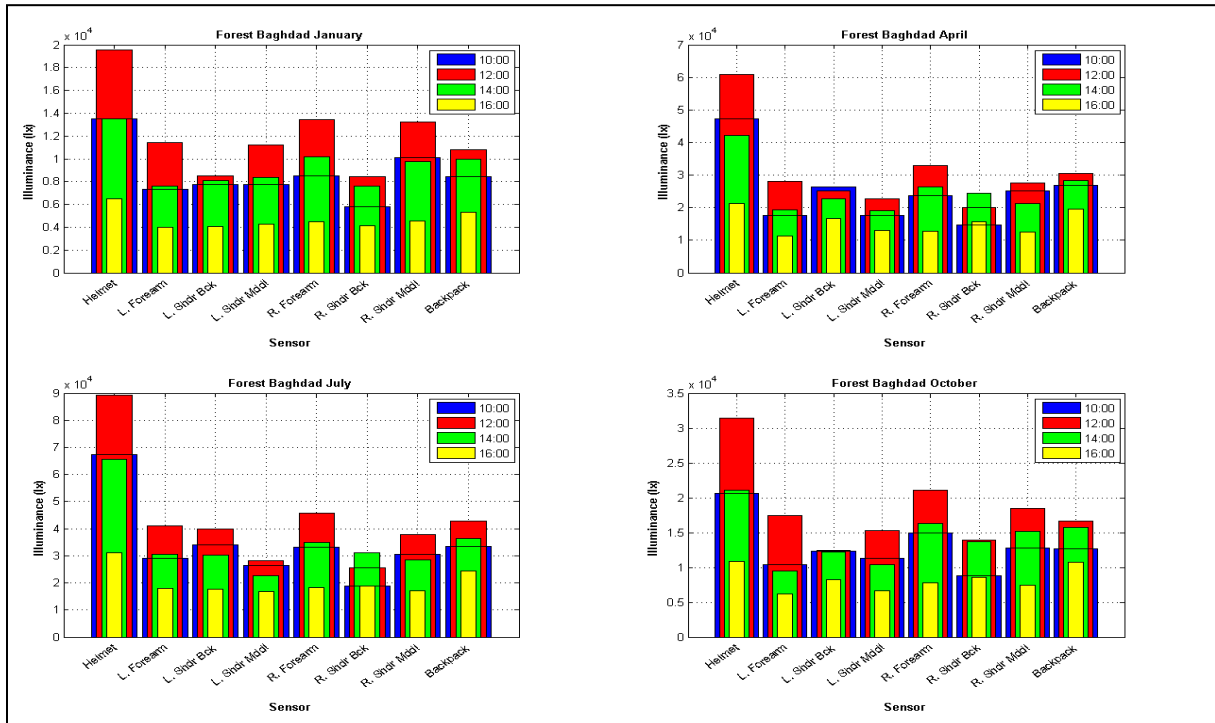 Forest Baghdad January
x 10^4
2
1.8
1.6
1.4
1.2
1
0.8
0.6
0.4
0.2
0
Illuminance (lx)
10:00
12:00
14:00
16:00
Helmet
L. Forearm
L. Shdr Bck
L. Shdr Mddl
R. Forearm
R. Shdr Bck
R. Shdr Mddl
Backpack
Sensor
Forest Baghdad April
x 10^4
7
6
5
4
3
2
1
0
Illuminance (lx)
10:00
12:00
14:00
16:00
Helmet
L. Forearm
L. Shdr Bck
L. Shdr Mddl
R. Forearm
R. Shdr Bck
R. Shdr Mddl
Backpack
Sensor
Forest Baghdad July
x 10^4
9
8
7
6
5
4
3
2
1
0
Illuminance (lx)
10:00
12:00
14:00
16:00
Helmet
L. Forearm
L. Shdr Bck
L. Shdr Mddl
R. Forearm
R. Shdr Bck
R. Shdr Mddl
Backpack
Sensor
Forest Baghdad October
x 10^4
3.5
3
2.5
2
1.5
1
0.5
0
Illuminance (lx)
10:00
12:00
14:00
16:00
Helmet
L. Forearm
L. Shdr Bck
L. Shdr Mddl
R. Forearm
R. Shdr Bck
R. Shdr Mddl
Backpack
Sensor